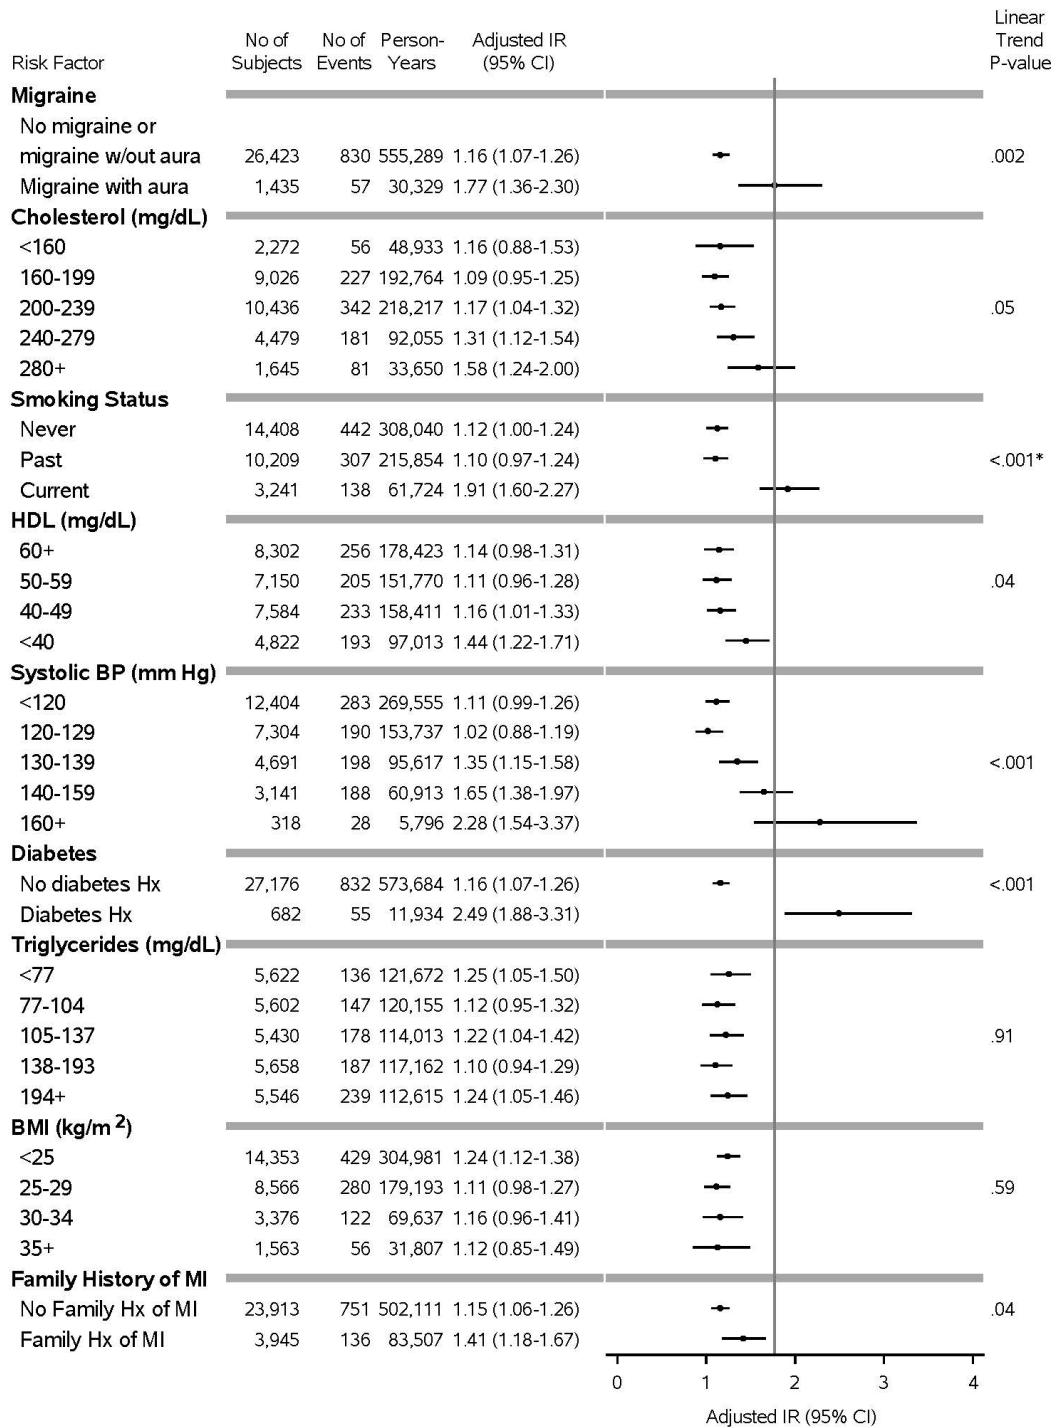 Linear
No of No of Person- Adjusted IR Trend
Risk Factor Subjects Events Years (95% CI) P-value
Migraine
No migraine or
migraine w/out aura 26,423 830 555,289 1.16 (1.07-1.26) .002
Migraine with aura 1,435 57 30,329 1.77 (1.36-2.30)
Cholesterol (mg/dL)
<160 2,272 56 48,933 1.16 (0.88-1.53)
160-199 9,026 227 192,764 1.09 (0.95-1.25)
200-239 10,436 342 218,217 1.17 (1.04-1.32) .05
240-279 4,479 181 92,055 1.31 (1.12-1.54)
280+ 1,645 81 33,650 1.58 (1.24-2.00)
Smoking Status
Never 14,408 442 308,040 1.12 (1.00-1.24)
Past 10,209 307 215,854 1.10 (0.97-1.24) <.001*
Current 3,241 138 61,724 1.91 (1.60-2.27)
HDL (mg/dL)
60+ 8,302 256 178,423 1.14 (0.98-1.31)
50-59 7,150 205 151,770 1.11 (0.96-1.28) .04
40-49 7,584 233 158,411 1.16 (1.01-1.33)
<40 4,822 193 97,013 1.44 (1.22-1.71)
Systolic BP (mm Hg)
<120 12,404 283 269,555 1.11 (0.99-1.26)
120-129 7,304 190 153,737 1.02 (0.88-1.19)
130-139 4,691 198 95,617 1.35 (1.15-1.58) <.001
140-159 3,141 188 60,913 1.65 (1.38-1.97)
160+ 318 28 5,796 2.28 (1.54-3.37)
Diabetes
No diabetes Hx 27,176 832 573,684 1.16 (1.07-1.26) <.001
Diabetes Hx 682 55 11,934 2.49 (1.88-3.31)
Triglycerides (mg/dL)
<77 5,622 136 121,672 1.25 (1.05-1.50)
77-104 5,602 147 120,155 1.12 (0.95-1.32)
105-137 5,430 178 114,013 1.22 (1.04-1.42) .91
138-193 5,658 187 117,162 1.10 (0.94-1.29)
194+ 5,546 239 112,615 1.24 (1.05-1.46)
BMI (kg/m²)
<25 14,353 429 304,981 1.24 (1.12-1.38)
25-29 8,566 280 179,193 1.11 (0.98-1.27) .59
30-34 3,376 122 69,637 1.16 (0.96-1.41)
35+ 1,563 56 31,807 1.12 (0.85-1.49)
Family History of MI
No Family Hx of MI 23,913 751 502,111 1.15 (1.06-1.26) .04
Family Hx of MI 3,945 136 83,507 1.41 (1.18-1.67)
0 1 2 3 4
Adjusted IR (95% CI)